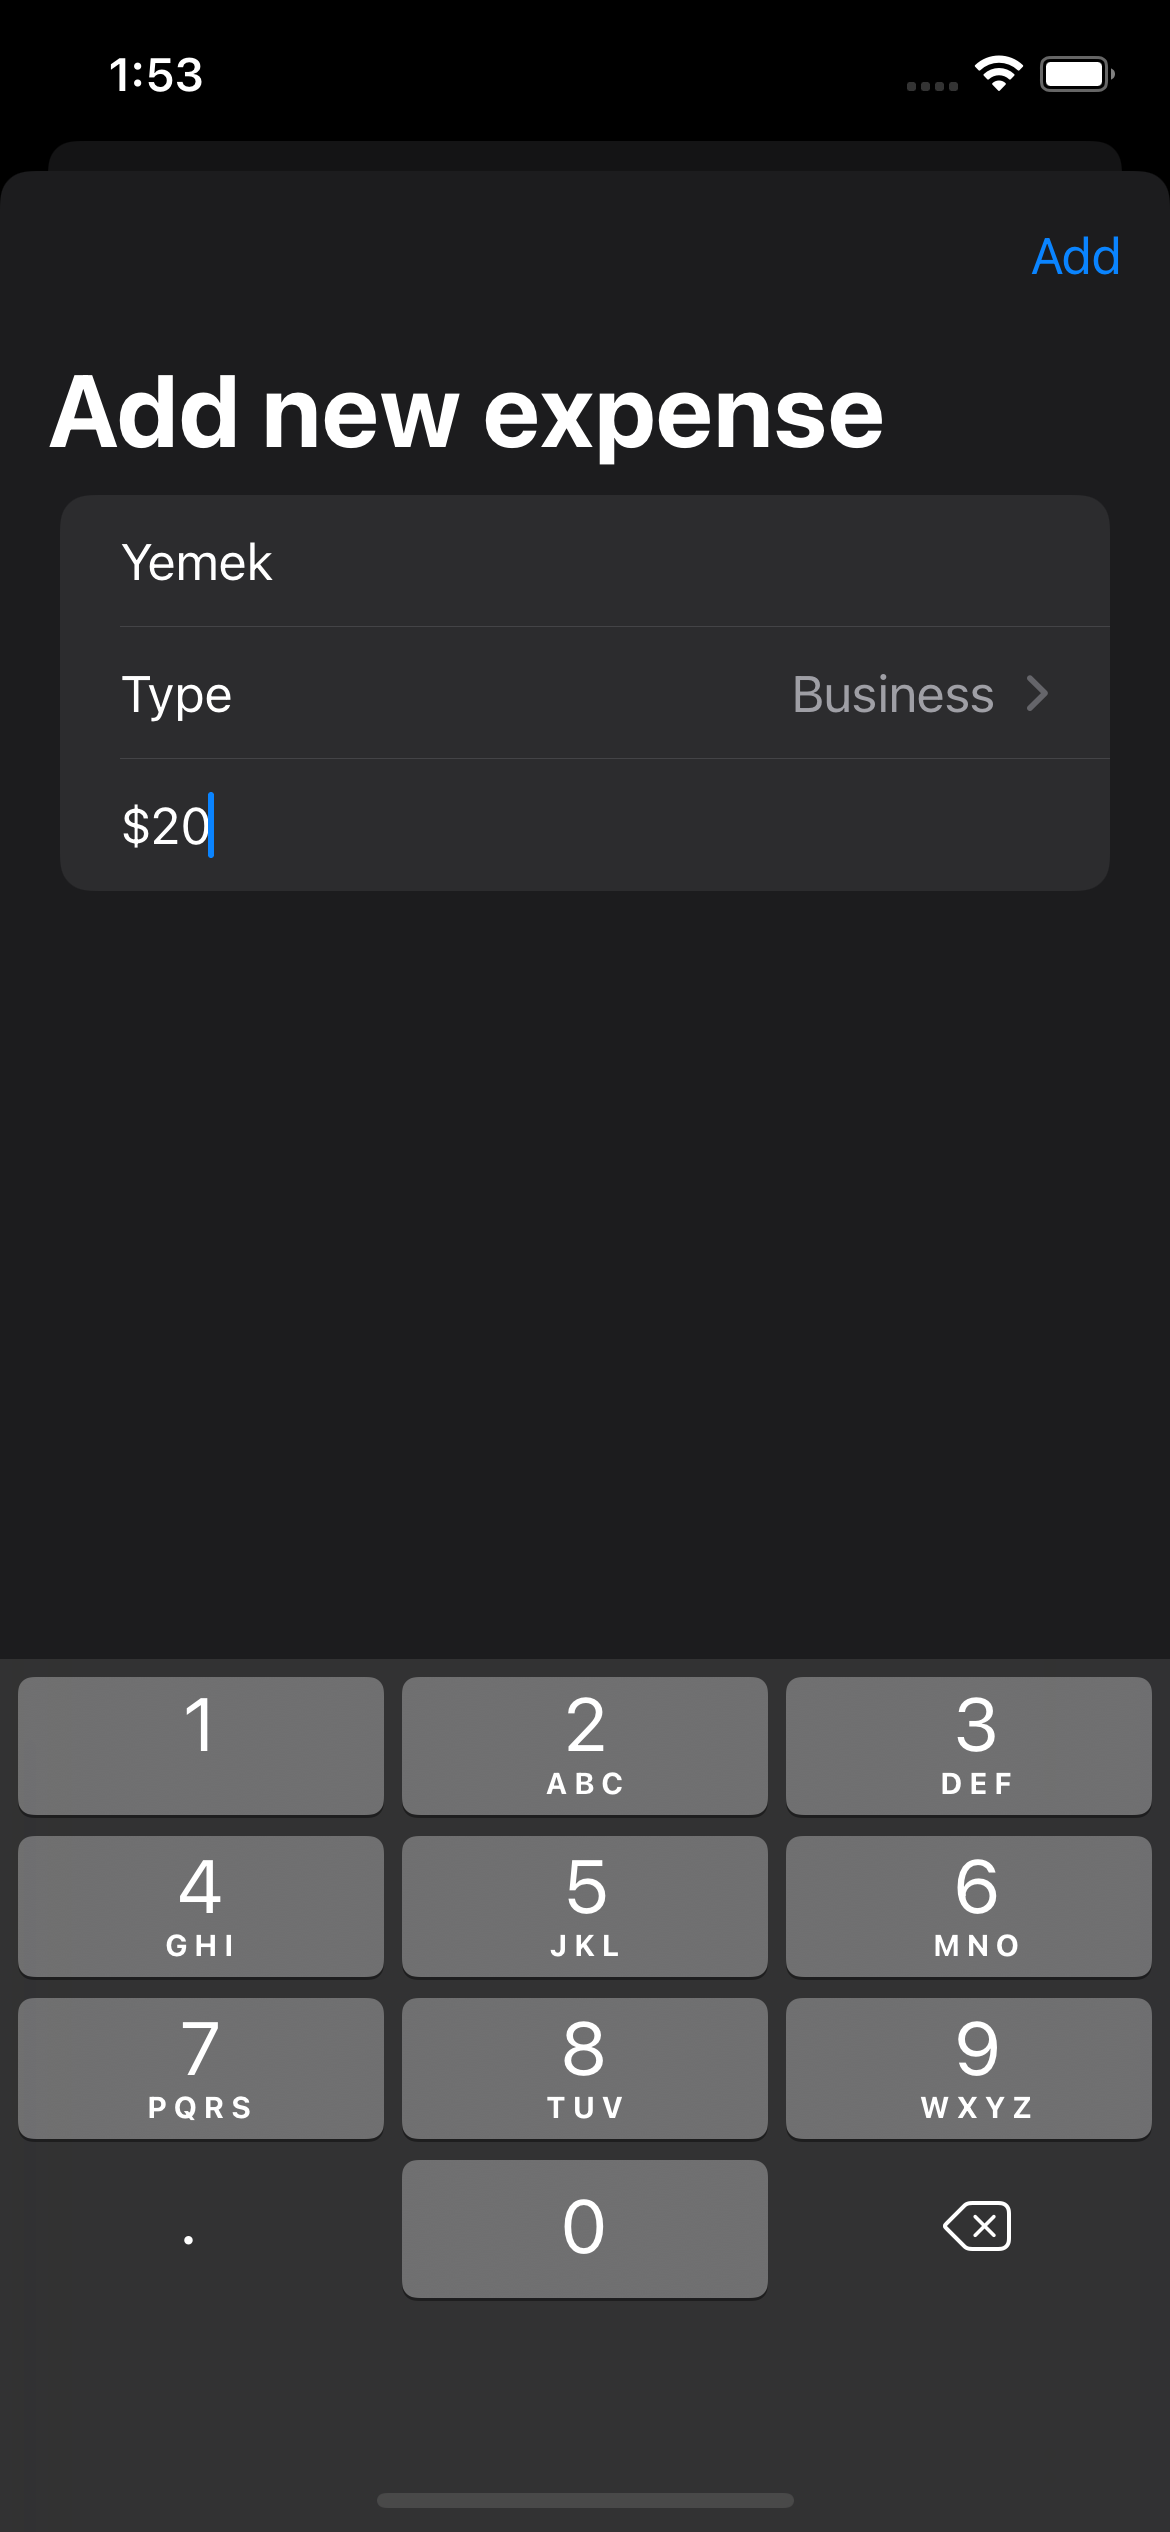 1:53
Add
Add new expense
Yemek
Type Business
$20
1 2 3
ABC DEF
4 5 6
GHI JKL MNO
7 8 9
PQRS TUV WXYZ
. 0